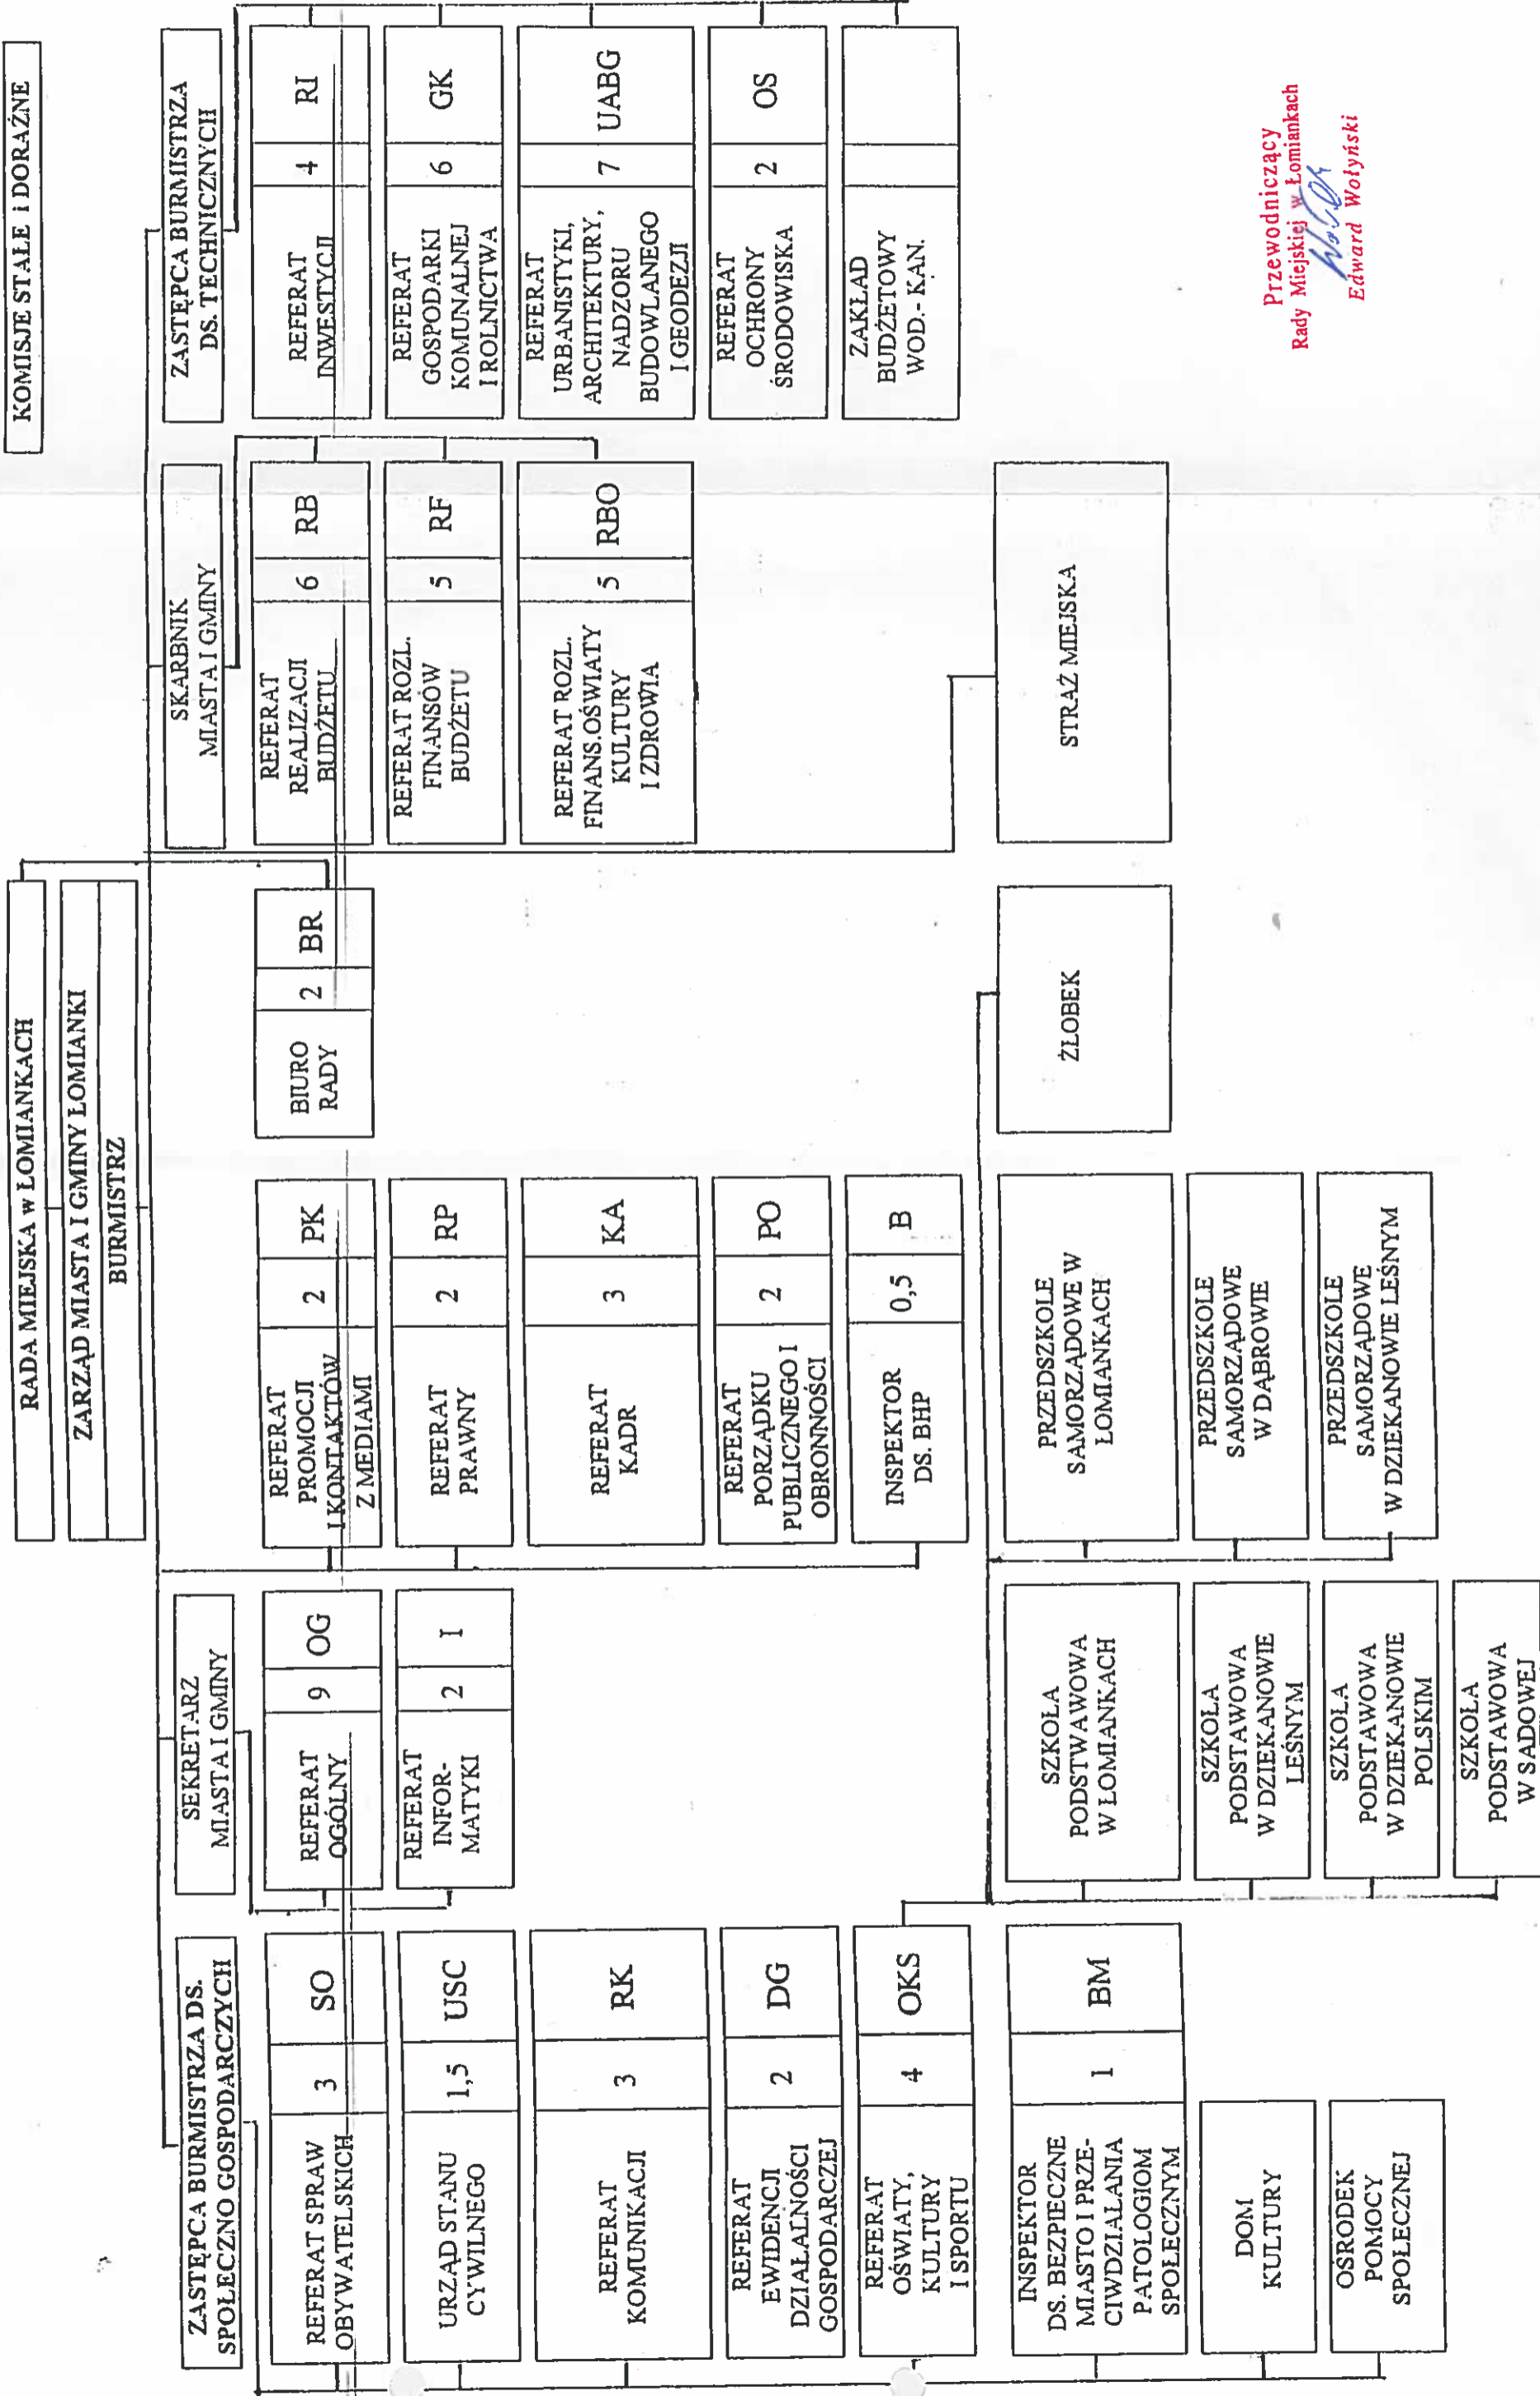 KOMISJE STAŁE i DORAŹNE
RADA MIEJSKA w ŁOMIANKACH
ZARZĄD MIASTA I GMINY ŁOMIANKI
BURMISTRZ
ZASTĘPCA BURMISTRZA DS.
SPOŁECZNO GOSPODARCZYCH
REFERAT SPRAW
OBYWATELSKICH
3
SO
URZĄD STANU
CYWILNEGO
1,5
USC
REFERAT
KOMUNIKACJI
3
RK
REFERAT
EWIDENCJI
DZIAŁALNOŚCI
GOSPODARCZEJ
2
DG
REFERAT
OŚWIATY,
KULTURY
I SPORTU
4
OKS
INSPEKTOR
DS. BEZPIECZNE
MIASTO I PRZE-
CIWDZIAŁANIA
PATOLOGIOM
SPOŁECZNYM
1
BM
DOM
KULTURY
OŚRODEK
POMOCY
SPOŁECZNEJ
SEKRETARZ
MIASTA I GMINY
REFERAT
OGÓLNY
9
OG
REFERAT
INFOR-
MATYKI
2
I
SZKOŁA
PODSTWAWOWA
W ŁOMIANKACH
SZKOŁA
PODSTAWOWA
W DZIEKANOWIE
LEŚNYM
SZKOŁA
PODSTAWOWA
W DZIEKANOWIE
POLSKIM
SZKOŁA
PODSTAWOWA
W SADOWEJ
REFERAT
PROMOCJI
I KONTAKTÓW
Z MEDIAMI
2
PK
REFERAT
PRAWNY
2
RP
REFERAT
KADR
3
KA
REFERAT
PORZĄDKU
PUBLICZNEGO I
OBRONNOŚCI
2
PO
INSPEKTOR
DS. BHP
0,5
B
PRZEDSZKOLE
SAMORZĄDOWE W
ŁOMIANKACH
PRZEDSZKOLE
SAMORZĄDOWE
W DĄBROWIE
PRZEDSZKOLE
SAMORZĄDOWE
W DZIEKANOWIE LEŚNYM
BIURO
RADY
2
BR
ŻŁOBEK
SKARBNIK
MIASTA I GMINY
REFERAT
REALIZACJI
BUDŻETU
6
RB
REFERAT ROZL.
FINANSÓW
BUDŻETU
5
RF
REFERAT ROZL.
FINANS.OŚWIATY
KULTURY
I ZDROWIA
5
RBO
STRAŻ MIEJSKA
ZASTĘPCA BURMISTRZA
DS. TECHNICZNYCH
REFERAT
INWESTYCJI
4
RI
REFERAT
GOSPODARKI
KOMUNALNEJ
I ROLNICTWA
6
GK
REFERAT
URBANISTYKI,
ARCHITEKTURY,
NADZORU
BUDOWLANEGO
I GEODEZJI
7
UABG
REFERAT
OCHRONY
ŚRODOWISKA
2
OS
ZAKŁAD
BUDŻETOWY
WOD.- KAN.
Przewodniczący
Rady Miejskiej w Łomiankach
Edward Wołyński